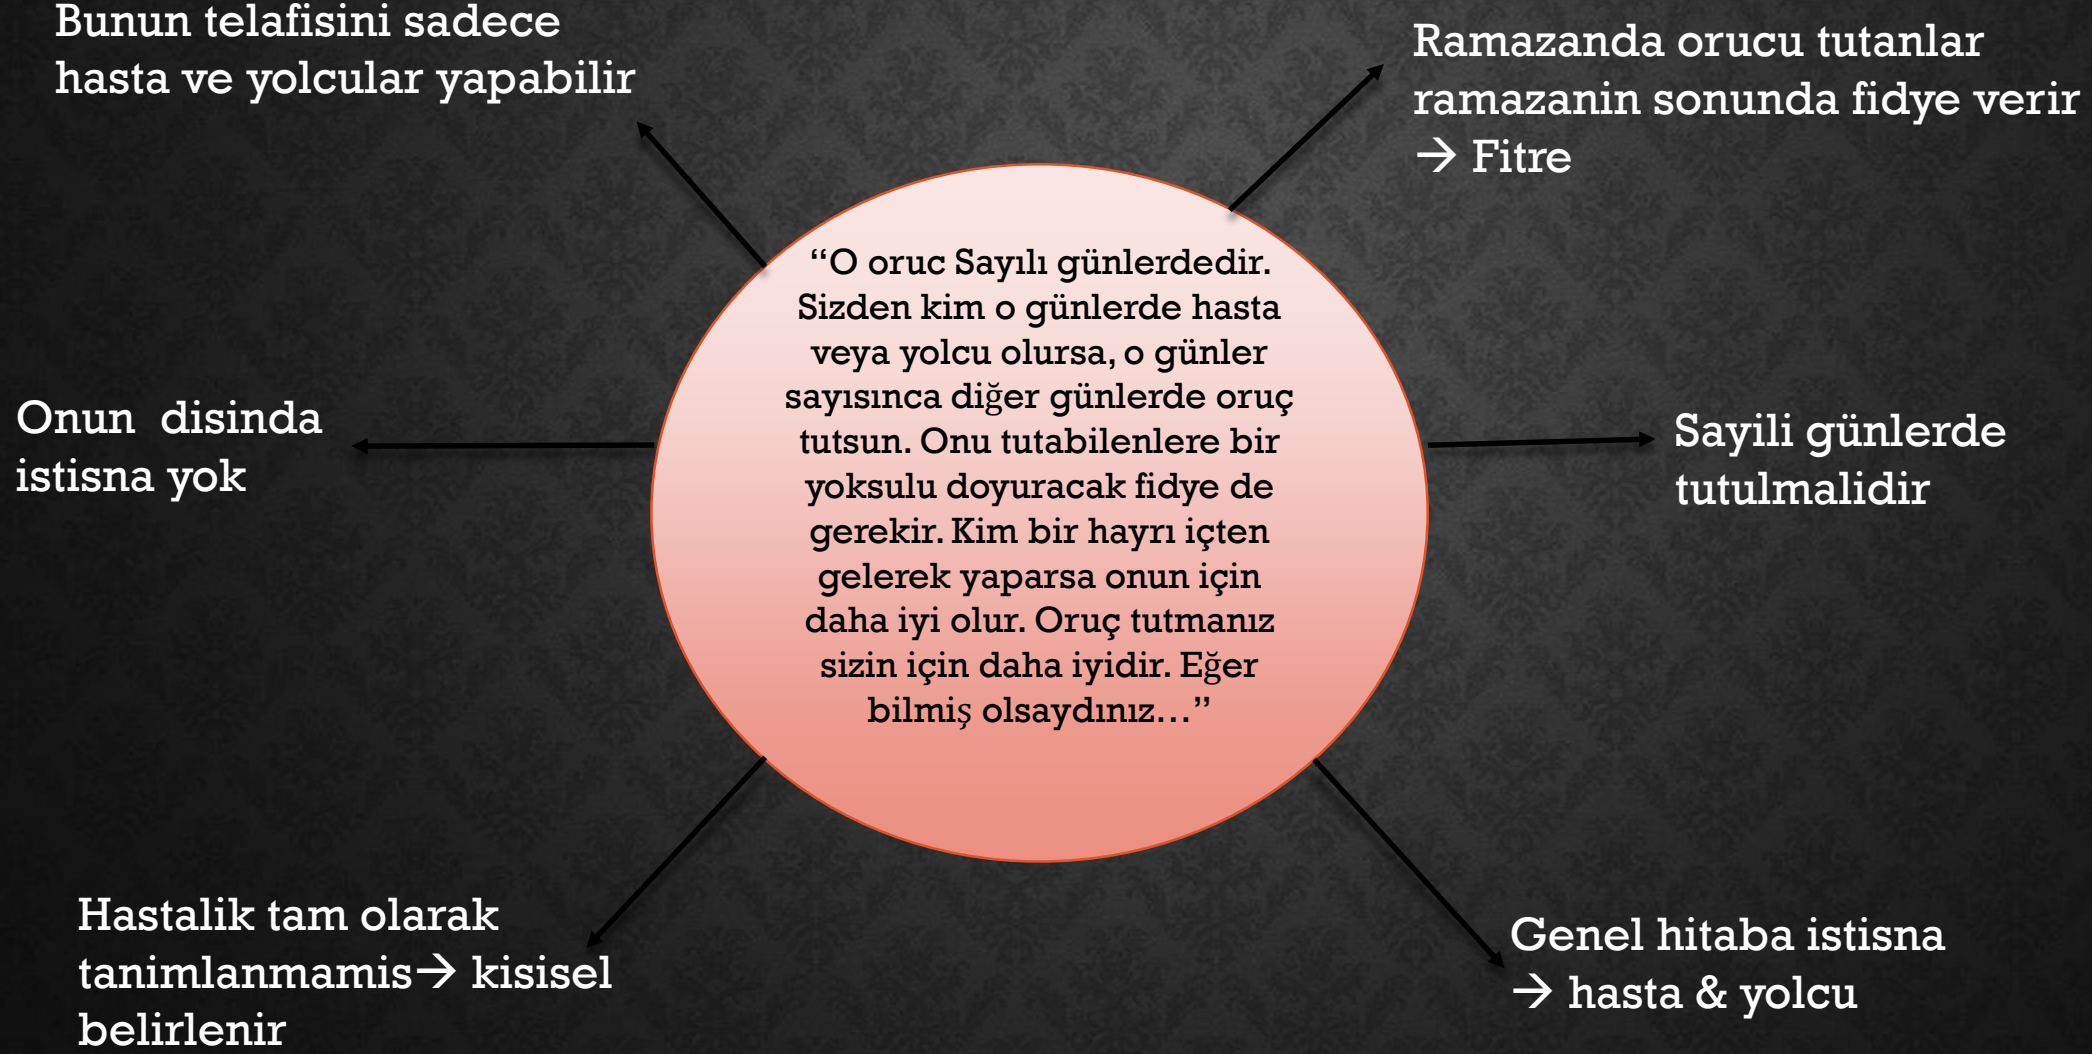 Bunun telafisini sadece
hasta ve yolcular yapabilir
Ramazanda orucu tutanlar
ramazanin sonunda fidye verir
→ Fitre
“O oruc Sayılı günlerdedir.
Sizden kim o günlerde hasta
veya yolcu olursa, o günler
sayısınca diğer günlerde oruç
tutsun. Onu tutabilenlere bir
yoksulu doyuracak fidye de
gerekir. Kim bir hayrı içten
gelerek yaparsa onun için
daha iyi olur. Oruç tutmanız
sizin için daha iyidir. Eğer
bilmiş olsaydınız…”
Onun disinda
istisna yok
Sayili günlerde
tutulmalidir
Hastalik tam olarak
tanimlanmamis→ kisisel
belirlenir
Genel hitaba istisna
→ hasta & yolcu